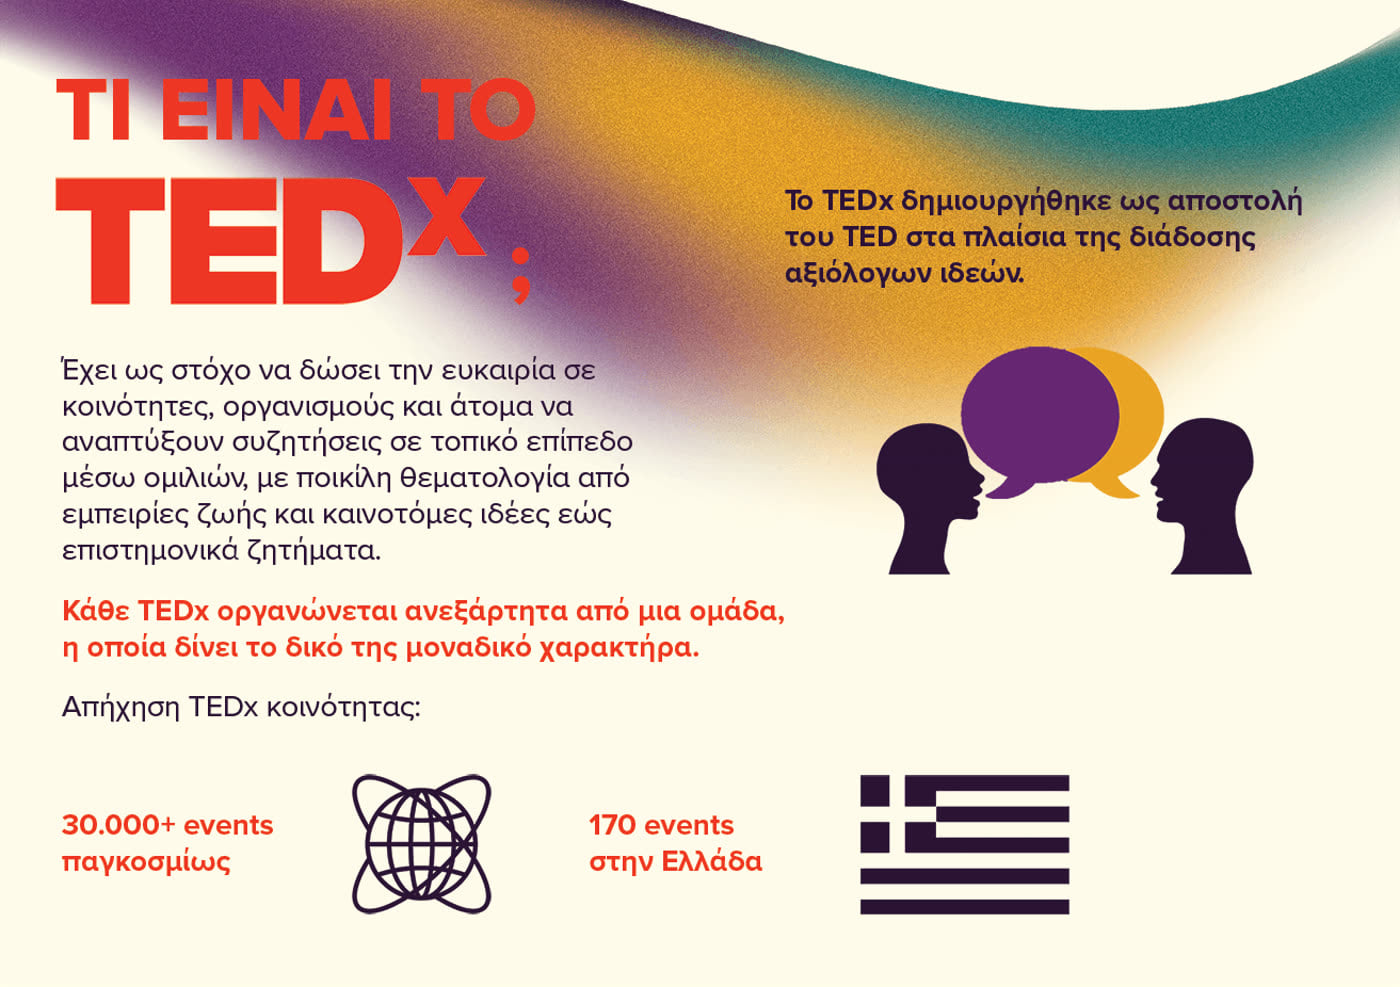 ΤΙ ΕΙΝΑΙ ΤΟ
TEDx ;
Το TEDx δημιουργήθηκε ως αποστολή
του TED στα πλαίσια της διάδοσης
αξιόλογων ιδεών.
Έχει ως στόχο να δώσει την ευκαιρία σε
κοινότητες, οργανισμούς και άτομα να
αναπτύξουν συζητήσεις σε τοπικό επίπεδο
μέσω ομιλιών, με ποικίλη θεματολογία από
εμπειρίες ζωής και καινοτόμες ιδέες εώς
επιστημονικά ζητήματα.
Κάθε TEDx οργανώνεται ανεξάρτητα από μια ομάδα,
η οποία δίνει το δικό της μοναδικό χαρακτήρα.
Απήχηση TEDx κοινότητας:
30.000+ events
παγκοσμίως
170 events
στην Ελλάδα